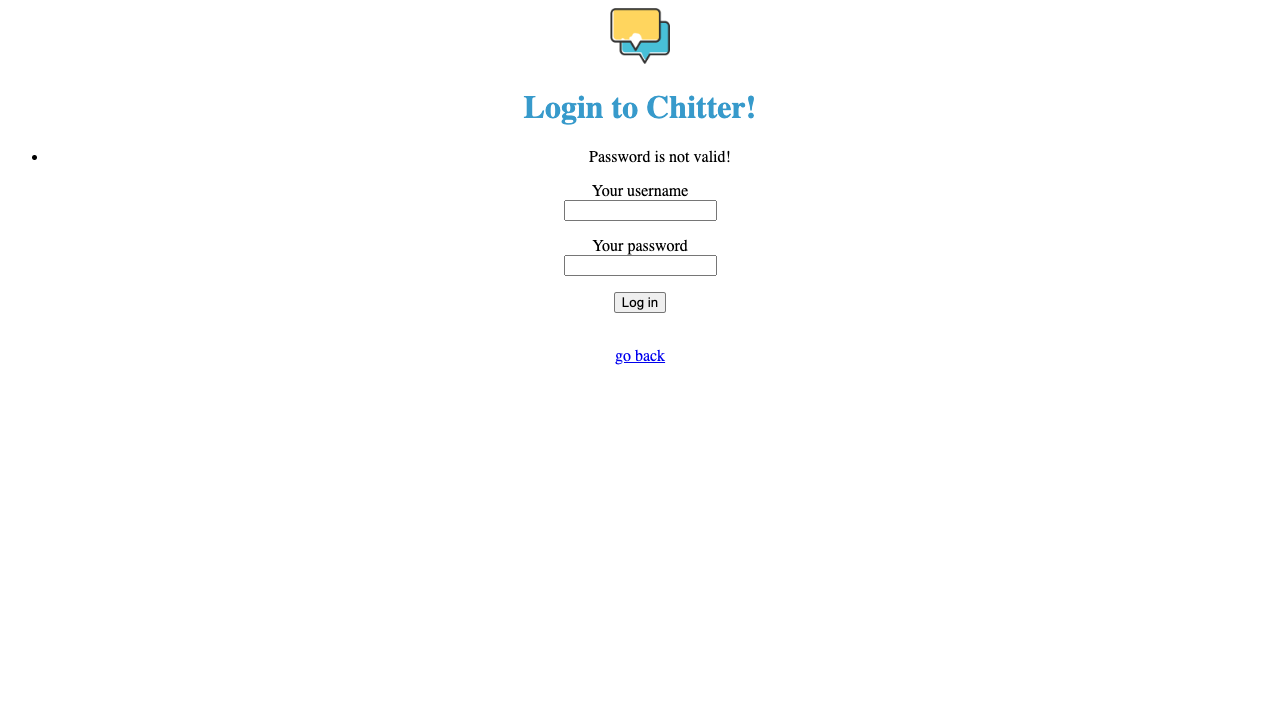 Login to Chitter!
Password is not valid!
Your username
Your password
Log in
go back